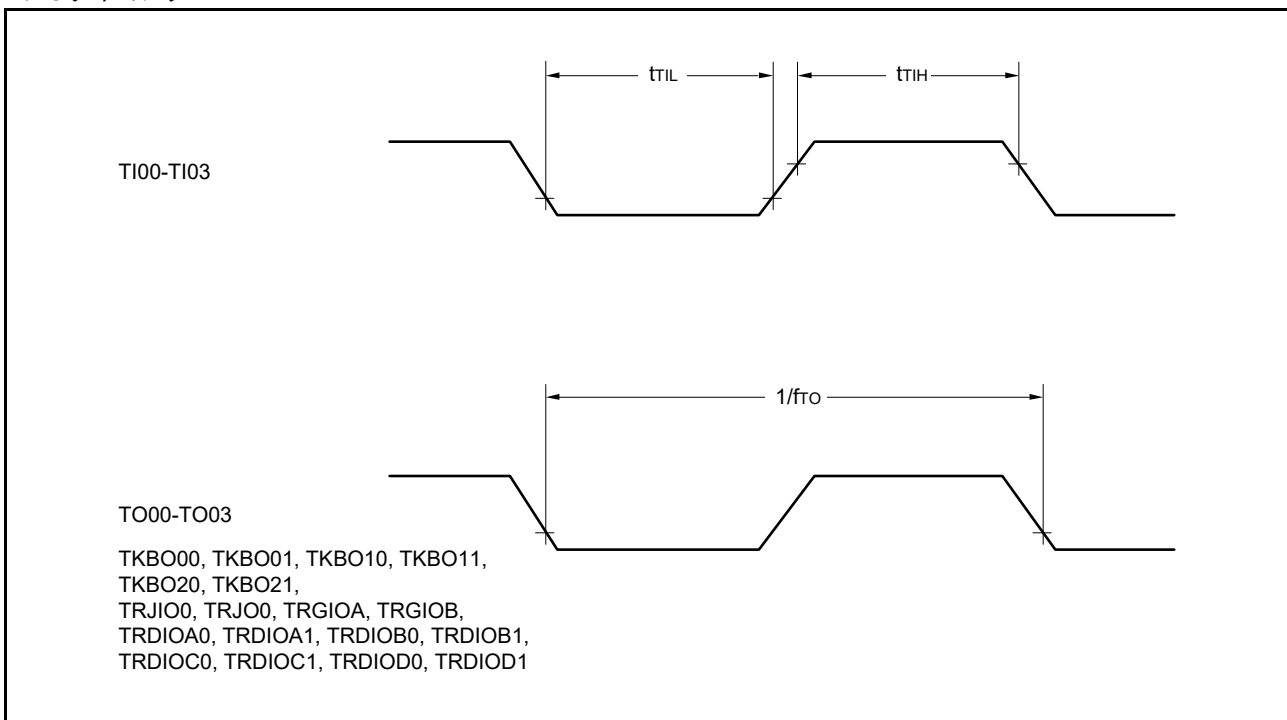 tTIL
tTIH
TI00-TI03
1/fTO
TO00-TO03
TKBO00, TKBO01, TKBO10, TKBO11,
TKBO20, TKBO21,
TRJIO0, TRJO0, TRGIOA, TRGIOB,
TRDIOA0, TRDIOA1, TRDIOB0, TRDIOB1,
TRDIOC0, TRDIOC1, TRDIOD0, TRDIOD1